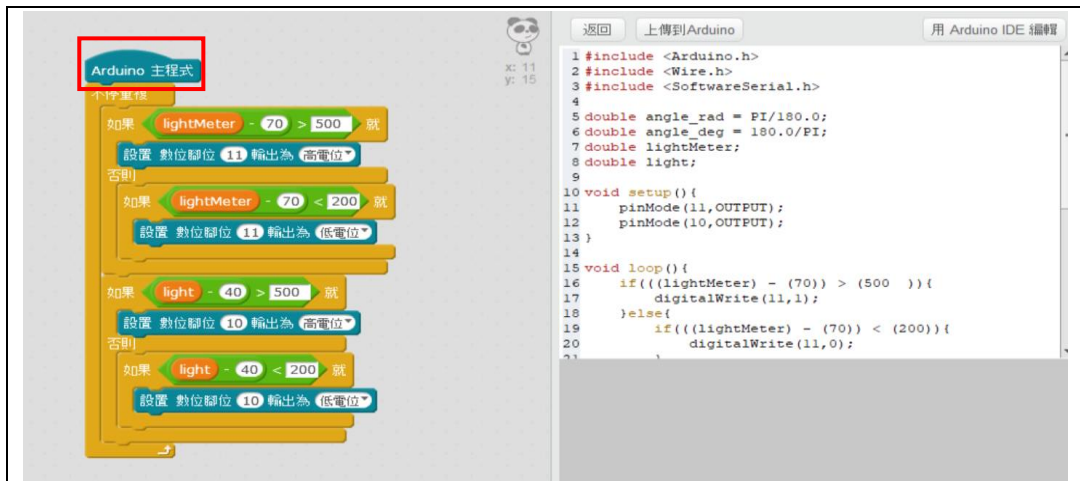 Arduino 主程式
不停重複
如果 lightMeter - 70 > 500 就
設置 數位腳位 11 輸出為 高電位
否則
如果 lightMeter - 70 < 200 就
設置 數位腳位 11 輸出為 低電位
如果 light - 40 > 500 就
設置 數位腳位 10 輸出為 高電位
否則
如果 light - 40 < 200 就
設置 數位腳位 10 輸出為 低電位
x: 11
y: 15
返回 上傳到Arduino 用 Arduino IDE 編輯
1 #include <Arduino.h>
2 #include <Wire.h>
3 #include <SoftwareSerial.h>
4
5 double angle_rad = PI/180.0;
6 double angle_deg = 180.0/PI;
7 double lightMeter;
8 double light;
9
10 void setup(){
11 pinMode(11,OUTPUT);
12 pinMode(10,OUTPUT);
13 }
14
15 void loop(){
16 if(((lightMeter) - (70)) > (500 )){
17 digitalWrite(11,1);
18 }else{
19 if(((lightMeter) - (70)) < (200)){
20 digitalWrite(11,0);
21 }